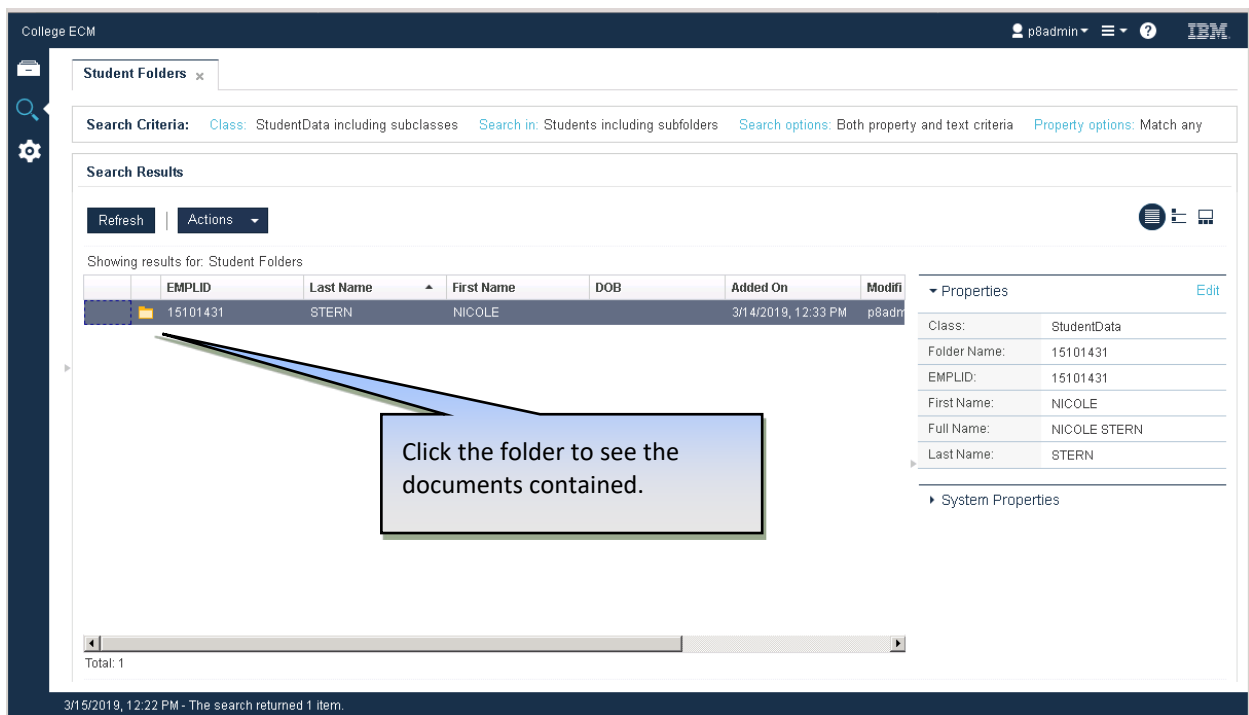 College ECM
p8admin
?
IBM
Student Folders x
Search Criteria: Class: StudentData including subclasses Search in: Students including subfolders Search options: Both property and text criteria Property options: Match any
Search Results
Refresh | Actions
Showing results for: Student Folders
EMPLID Last Name First Name DOB Added On Modifi
15101431 STERN NICOLE 3/14/2019, 12:33 PM p8adm
Properties Edit
Class: StudentData
Folder Name: 15101431
EMPLID: 15101431
First Name: NICOLE
Full Name: NICOLE STERN
Last Name: STERN
System Properties
Click the folder to see the
documents contained.
Total: 1
3/15/2019, 12:22 PM - The search returned 1 item.